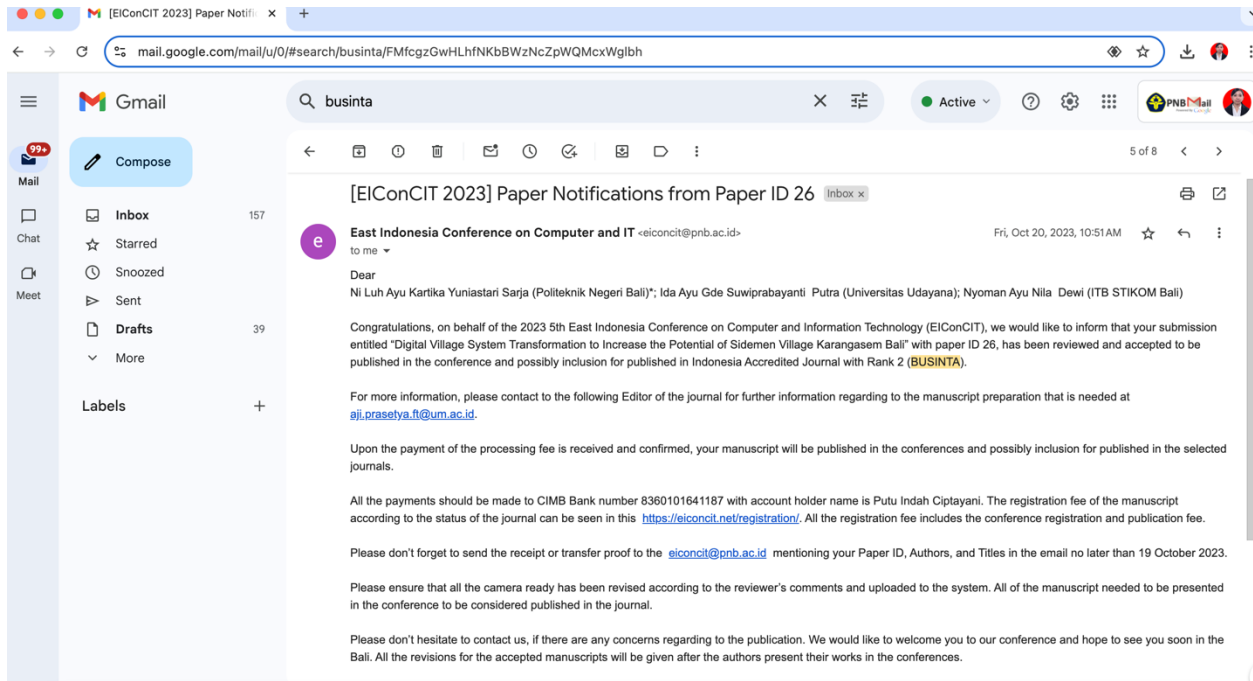 [EIConCIT 2023] Paper Notific
mail.google.com/mail/u/0/#search/businta/FMfcgzGwHLhfNKbBWzNcZpWQMcxWglbh
Gmail
businta
Active
PNBMail
99+
Mail
Compose
5 of 8
Chat
Meet
Inbox 157
Starred
Snoozed
Sent
Drafts 39
More
Labels
[EIConCIT 2023] Paper Notifications from Paper ID 26 Inbox x
e
East Indonesia Conference on Computer and IT <eiconcit@pnb.ac.id> Fri, Oct 20, 2023, 10:51 AM
to me
Dear
Ni Luh Ayu Kartika Yuniastari Sarja (Politeknik Negeri Bali)*; Ida Ayu Gde Suwiprabayanti Putra (Universitas Udayana); Nyoman Ayu Nila Dewi (ITB STIKOM Bali)
Congratulations, on behalf of the 2023 5th East Indonesia Conference on Computer and Information Technology (EIConCIT), we would like to inform that your submission
entitled “Digital Village System Transformation to Increase the Potential of Sidemen Village Karangasem Bali” with paper ID 26, has been reviewed and accepted to be
published in the conference and possibly inclusion for published in Indonesia Accredited Journal with Rank 2 (BUSINTA).
For more information, please contact to the following Editor of the journal for further information regarding to the manuscript preparation that is needed at
aji.prasetya.ft@um.ac.id.
Upon the payment of the processing fee is received and confirmed, your manuscript will be published in the conferences and possibly inclusion for published in the selected
journals.
All the payments should be made to CIMB Bank number 8360101641187 with account holder name is Putu Indah Ciptayani. The registration fee of the manuscript
according to the status of the journal can be seen in this https://eiconcit.net/registration/. All the registration fee includes the conference registration and publication fee.
Please don’t forget to send the receipt or transfer proof to the eiconcit@pnb.ac.id mentioning your Paper ID, Authors, and Titles in the email no later than 19 October 2023.
Please ensure that all the camera ready has been revised according to the reviewer’s comments and uploaded to the system. All of the manuscript needed to be presented
in the conference to be considered published in the journal.
Please don’t hesitate to contact us, if there are any concerns regarding to the publication. We would like to welcome you to our conference and hope to see you soon in the
Bali. All the revisions for the accepted manuscripts will be given after the authors present their works in the conferences.